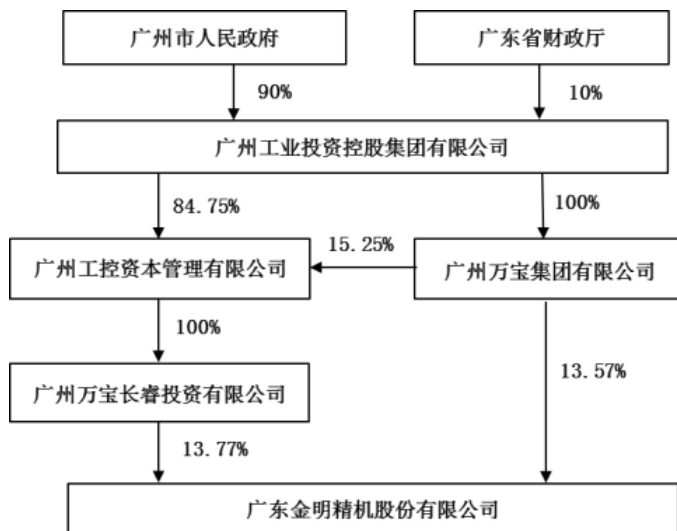 广州市人民政府
广东省财政厅
90%
10%
广州工业投资控股集团有限公司
84.75%
100%
15.25%
广州工控资本管理有限公司
广州万宝集团有限公司
100%
13.57%
广州万宝长睿投资有限公司
13.77%
广东金明精机股份有限公司